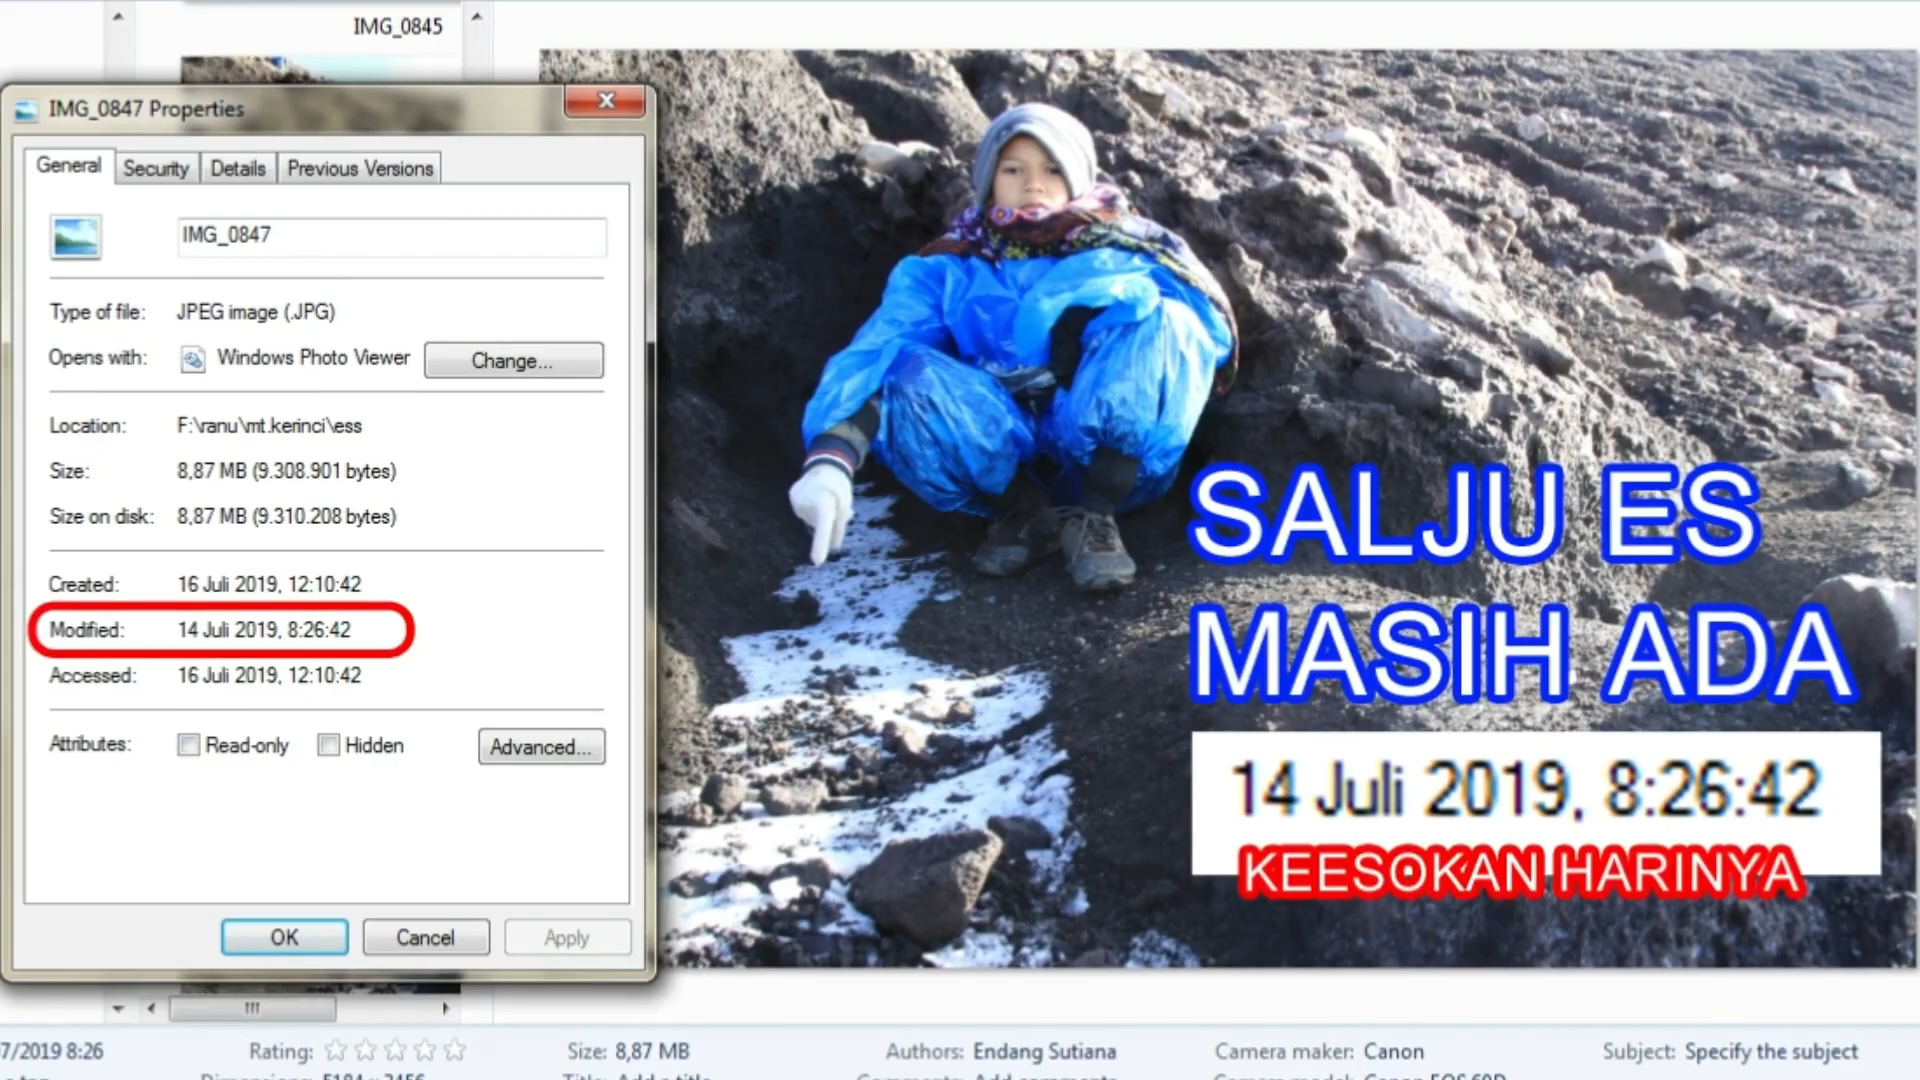 IMG_0845
IMG_0847 Properties
General Security Details Previous Versions
IMG_0847
Type of file: JPEG image (.JPG)
Opens with: Windows Photo Viewer Change...
Location: F:\ranu\mt.kerinci\ess
Size: 8,87 MB (9.308.901 bytes)
Size on disk: 8,87 MB (9.310.208 bytes)
Created: 16 Juli 2019, 12:10:42
Modified: 14 Juli 2019, 8:26:42
Accessed: 16 Juli 2019, 12:10:42
Attributes: Read-only Hidden Advanced...
OK Cancel Apply
SALJU ES
MASIH ADA
14 Juli 2019, 8:26:42
KEESOKAN HARINYA
7/2019 8:26 Rating: Size: 8,87 MB Authors: Endang Sutiana Camera maker: Canon Subject: Specify the subject